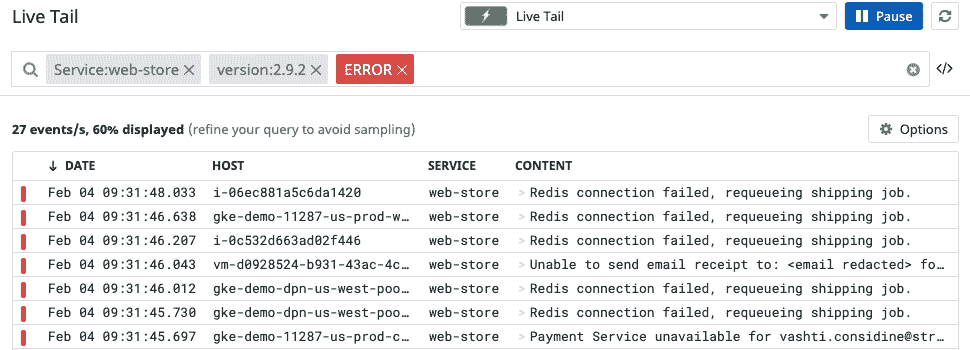 Live Tail
Live Tail
Pause
Service:web-store
version:2.9.2
ERROR
27 events/s, 60% displayed (refine your query to avoid sampling)
Options
DATE HOST SERVICE CONTENT
Feb 04 09:31:48.033 i-06ec881a5c6da1420 web-store > Redis connection failed, requeueing shipping job.
Feb 04 09:31:46.638 gke-demo-11287-us-prod-w… web-store > Redis connection failed, requeueing shipping job.
Feb 04 09:31:46.207 i-0c532d663ad02f446 web-store > Redis connection failed, requeueing shipping job.
Feb 04 09:31:46.043 vm-d0928524-b931-43ac-4c… web-store > Unable to send email receipt to: <email redacted> fo…
Feb 04 09:31:46.012 gke-demo-dpn-us-west-poo… web-store > Redis connection failed, requeueing shipping job.
Feb 04 09:31:45.730 gke-demo-dpn-us-west-poo… web-store > Redis connection failed, requeueing shipping job.
Feb 04 09:31:45.697 gke-demo-11287-us-prod-c… web-store > Payment Service unavailable for vashti.considine@str…